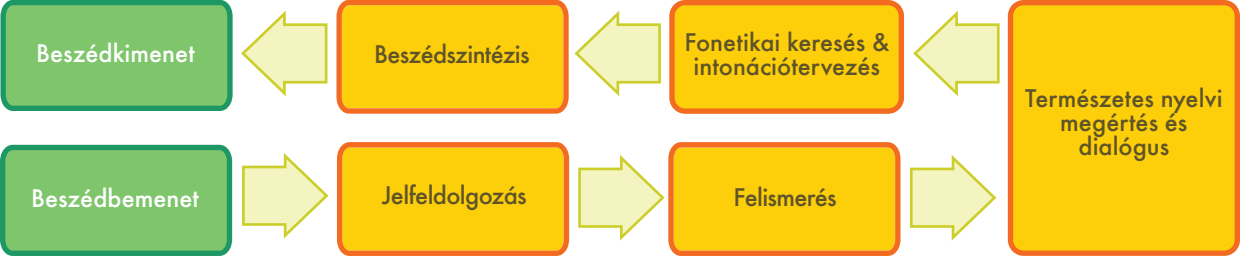 Beszédkimenet
Beszédszintézis
Fonetikai keresés &
intonációtervezés
Természetes nyelvi
megértés és
dialógus
Beszédbemenet
Jelfeldolgozás
Felismerés